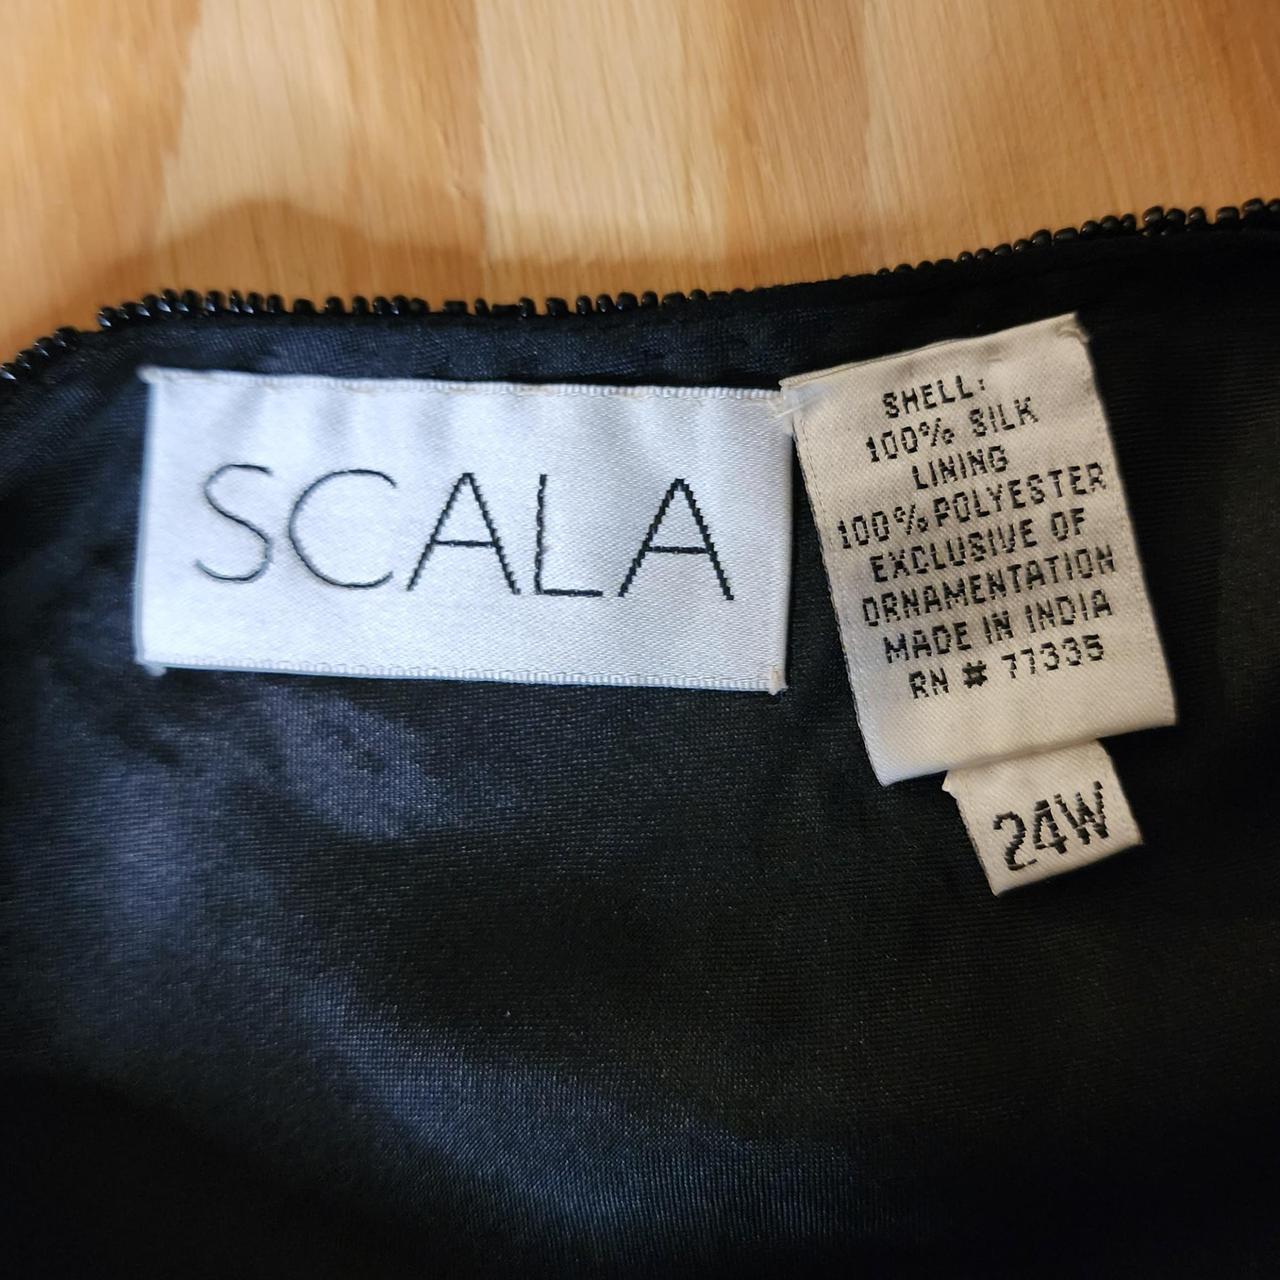 SCALA
SHELL:
100% SILK
LINING
100% POLYESTER
EXCLUSIVE OF
ORNAMENTATION
MADE IN INDIA
RN # 77335
24W